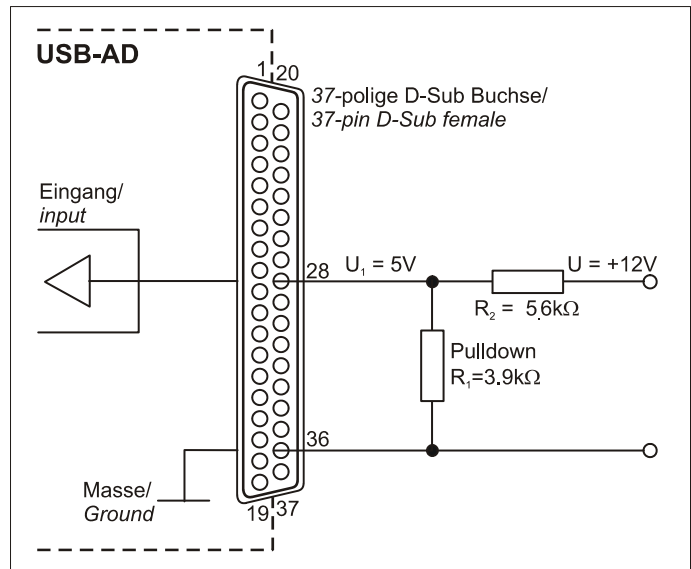 USB-AD
1 20
37-polige D-Sub Buchse/
37-pin D-Sub female
Eingang/
input
28
U₁ = 5V
U = +12V
R₂ = 5.6kΩ
Pulldown
R₁=3.9kΩ
36
Masse/
Ground
19 37